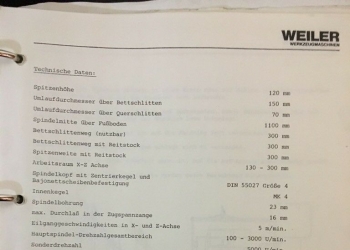 WEILER
WERKZEUGMASCHINEN
Technische Daten:
Spitzenhöhe 120 mm
Umlaufdurchmesser über Bettschlitten 150 mm
Umlaufdurchmesser über Querschlitten 70 mm
Spindelmitte über Fußboden 1100 mm
Bettschlittenweg (nutzbar) 300 mm
Bettschlittenweg mit Reitstock 300 mm
Spitzenweite mit Reitstock 300 mm
Arbeitsraum X-Z Achse 130 - 300 mm
Spindelkopf mit Zentrierkegel und
Bajonettscheibenbefestigung DIN 55027 Größe 4
Innenkegel MK 4
Spindelbohrung 23 mm
max. Durchlaß in der Zugspannzange 16 mm
Eilganggeschwindigkeiten in X- und Z-Achse 5 m/min
Hauptspindel-Drehzahlgesamtbereich 100 - 3000 U/min.
Sonderdrehzahl 5000 U/min.